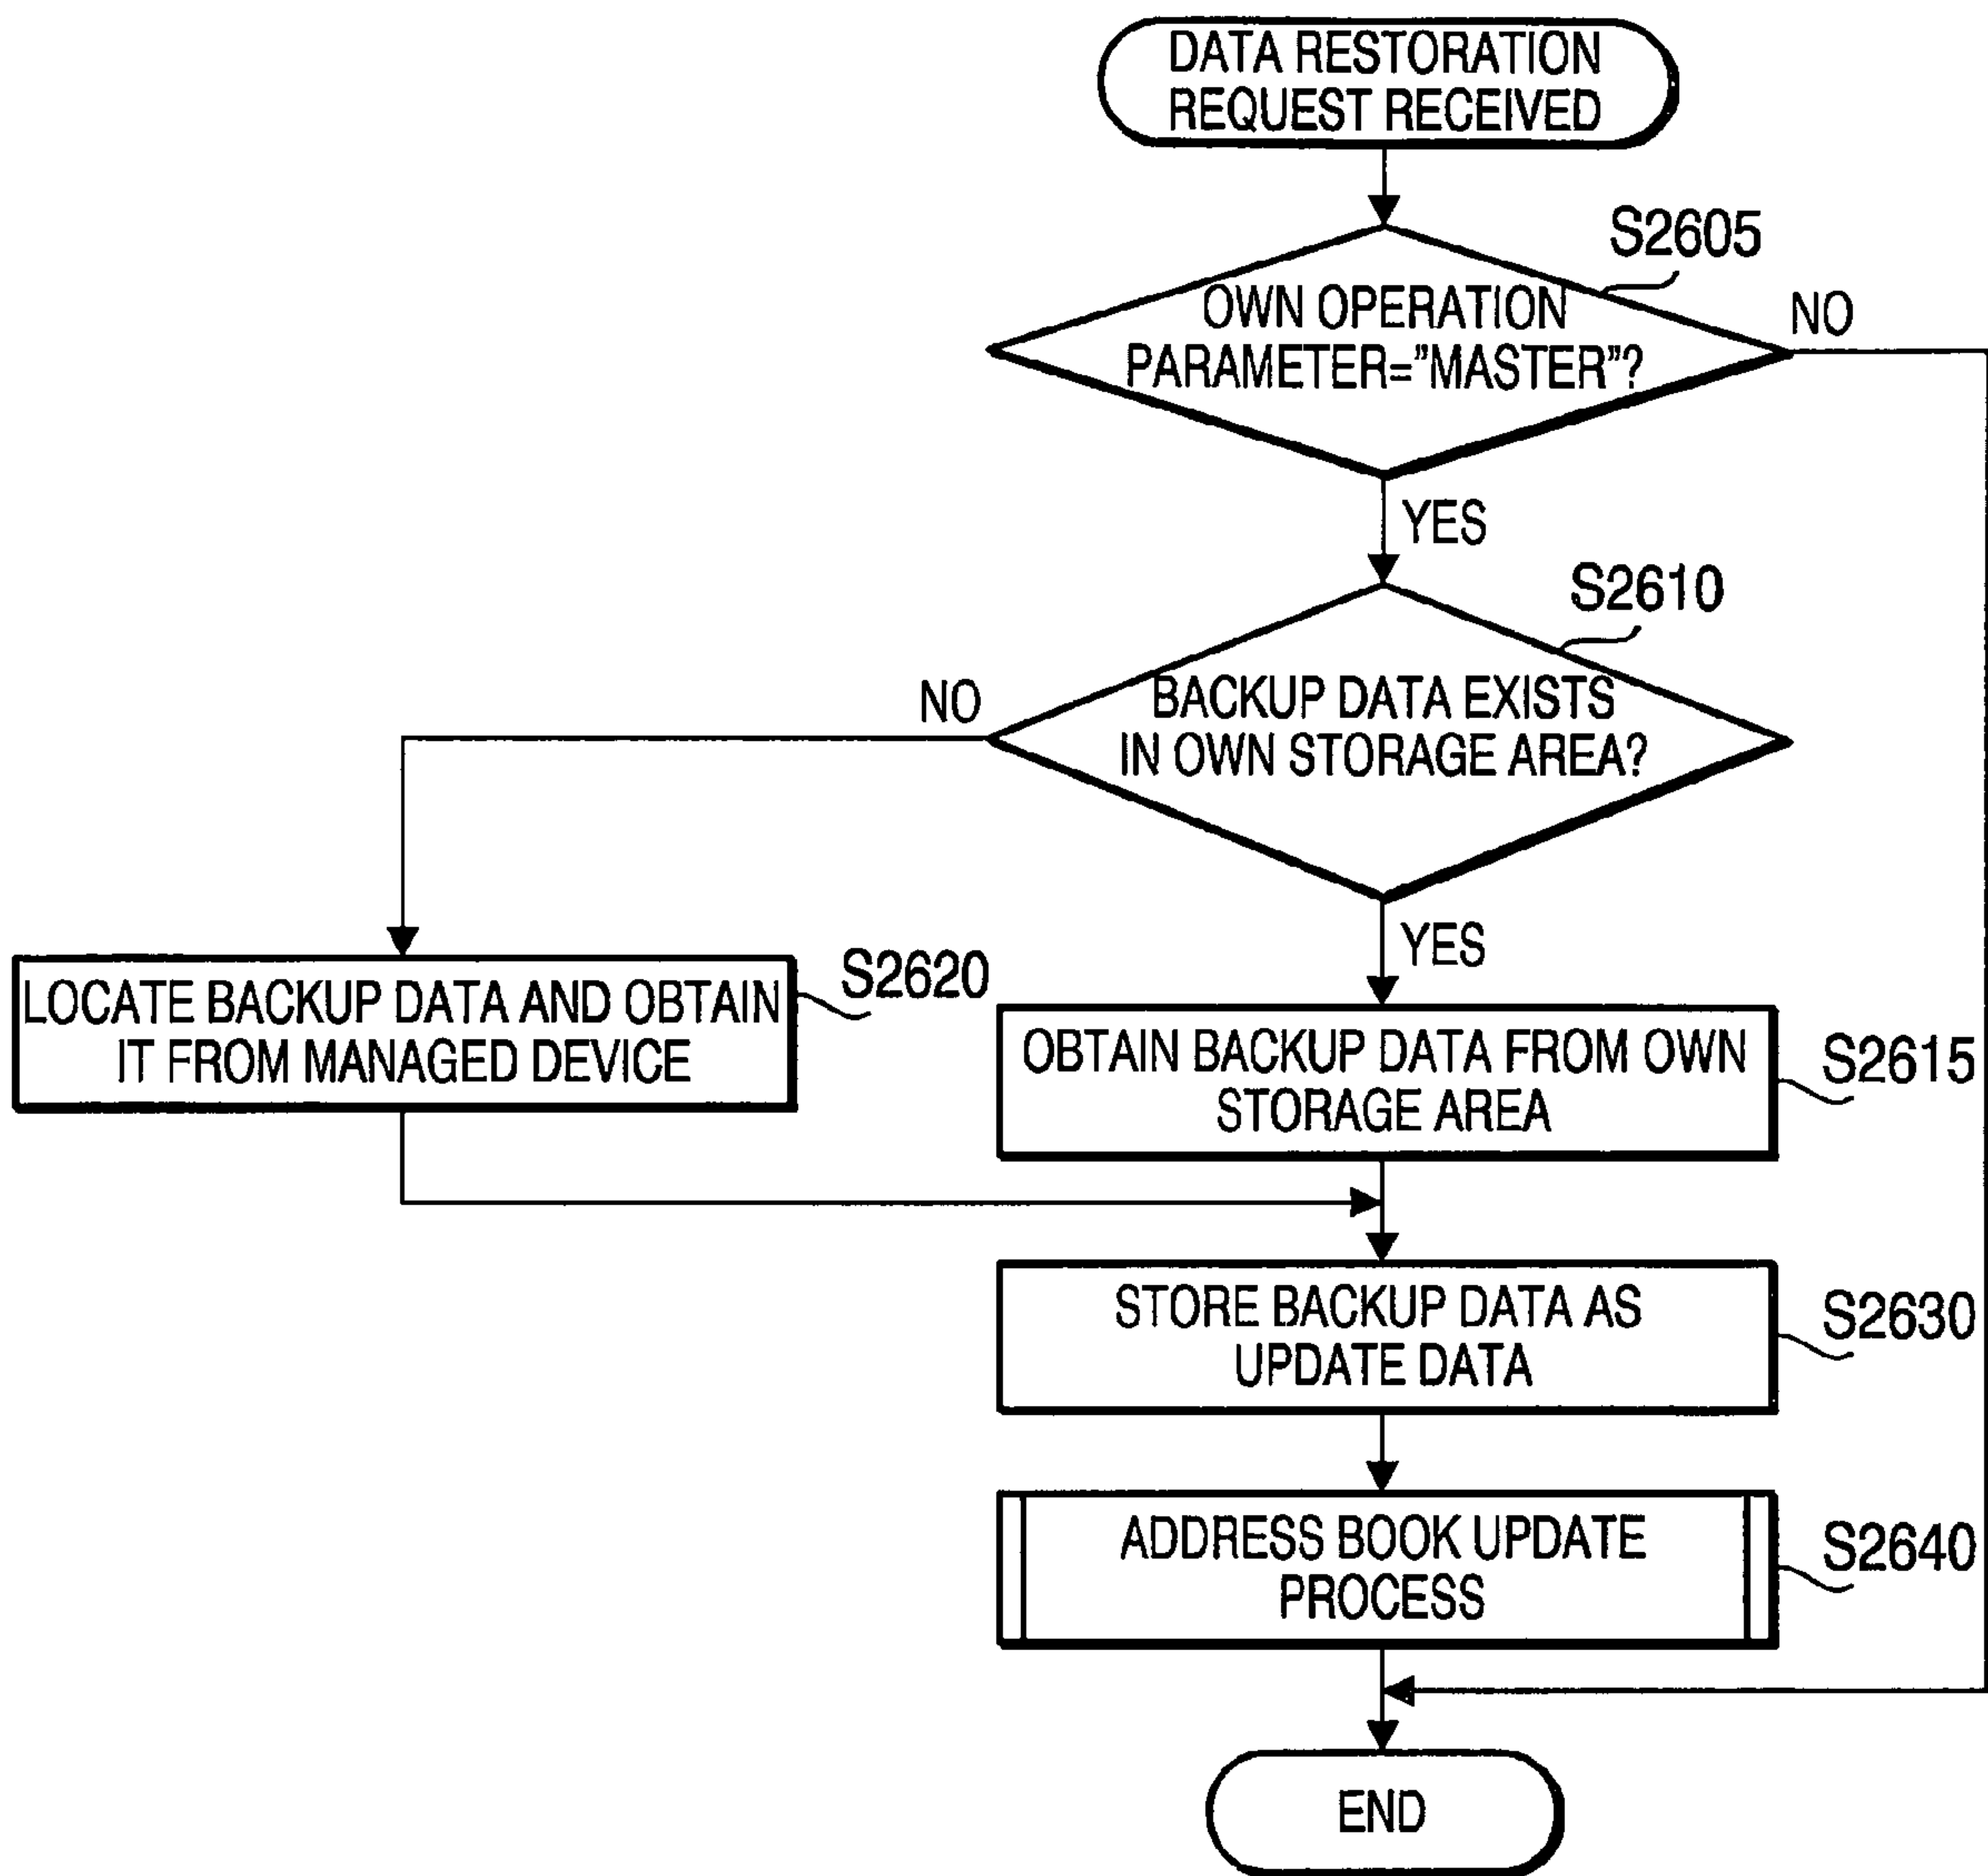 DATA RESTORATION
REQUEST RECEIVED
S2605
OWN OPERATION
PARAMETER="MASTER"?
NO
YES
S2610
BACKUP DATA EXISTS
IN OWN STORAGE AREA?
NO
YES
LOCATE BACKUP DATA AND OBTAIN
IT FROM MANAGED DEVICE
S2620
OBTAIN BACKUP DATA FROM OWN
STORAGE AREA
S2615
STORE BACKUP DATA AS
UPDATE DATA
S2630
ADDRESS BOOK UPDATE
PROCESS
S2640
END